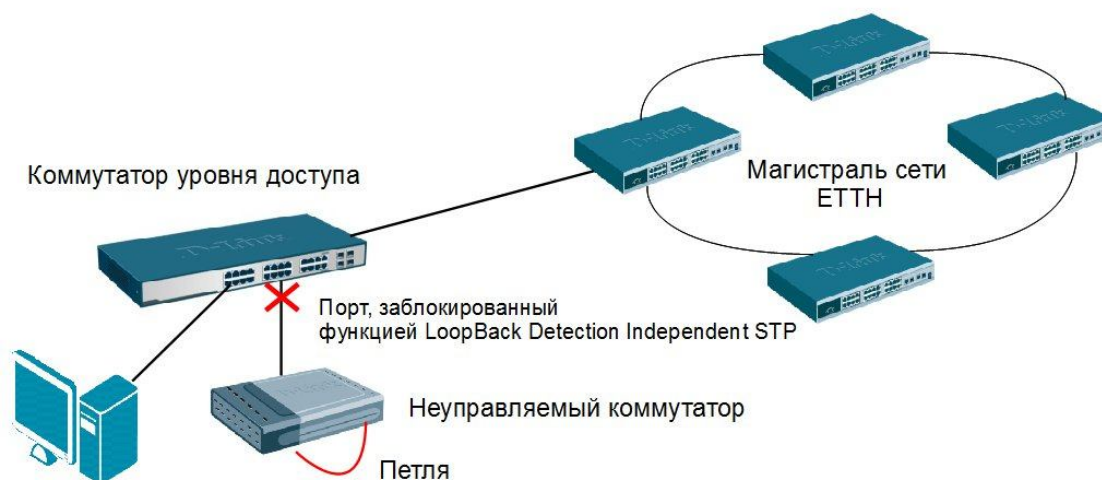 Коммутатор уровня доступа
Магистраль сети
ETTH
Порт, заблокированный
функцией LoopBack Detection Independent STP
Неуправляемый коммутатор
Петля